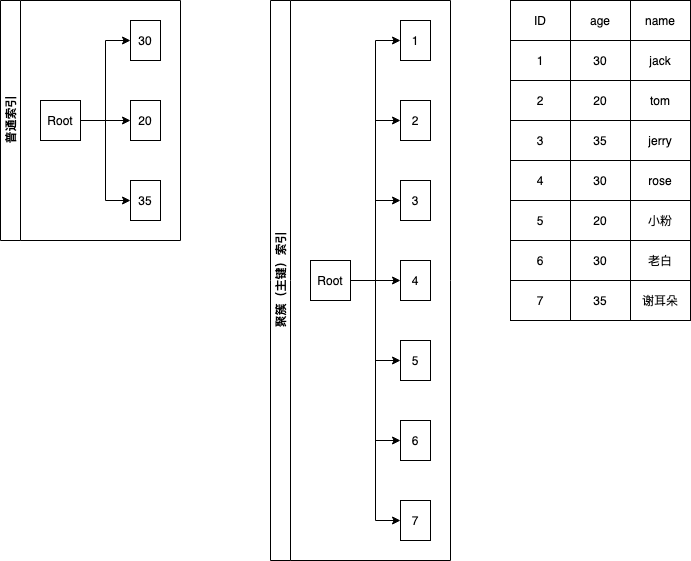 普通索引
Root
30
20
35
聚簇（主键）索引
Root
1
2
3
4
5
6
7
ID age name
1 30 jack
2 20 tom
3 35 jerry
4 30 rose
5 20 小粉
6 30 老白
7 35 谢耳朵